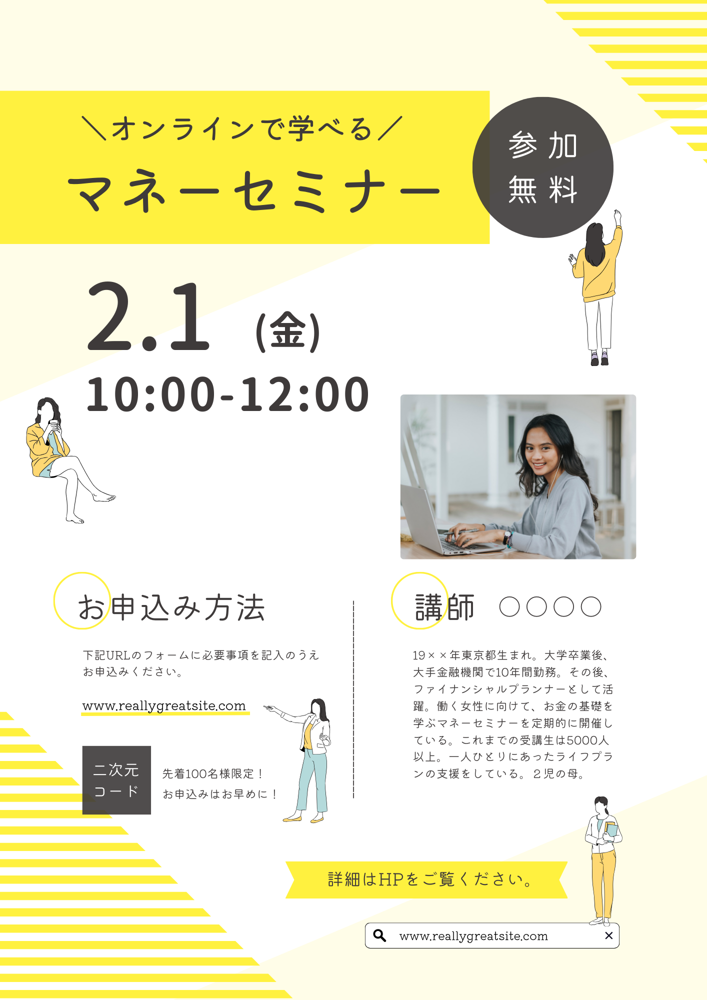 ＼オンラインで学べる／
マネーセミナー
参加
無料
2.1 (金)
10:00-12:00
お申込み方法
下記URLのフォームに必要事項を記入のうえ
お申込みください。
www.reallygreatsite.com
二次元
コード
先着100名様限定！
お申込みはお早めに！
講師 〇〇〇〇
19××年東京都生まれ。大学卒業後、
大手金融機関で10年間勤務。その後、
ファイナンシャルプランナーとして活
躍。働く女性に向けて、お金の基礎を
学ぶマネーセミナーを定期的に開催し
ている。これまでの受講生は5000人
以上。一人ひとりにあったライフプラ
ンの支援をしている。２児の母。
詳細はHPをご覧ください。
www.reallygreatsite.com